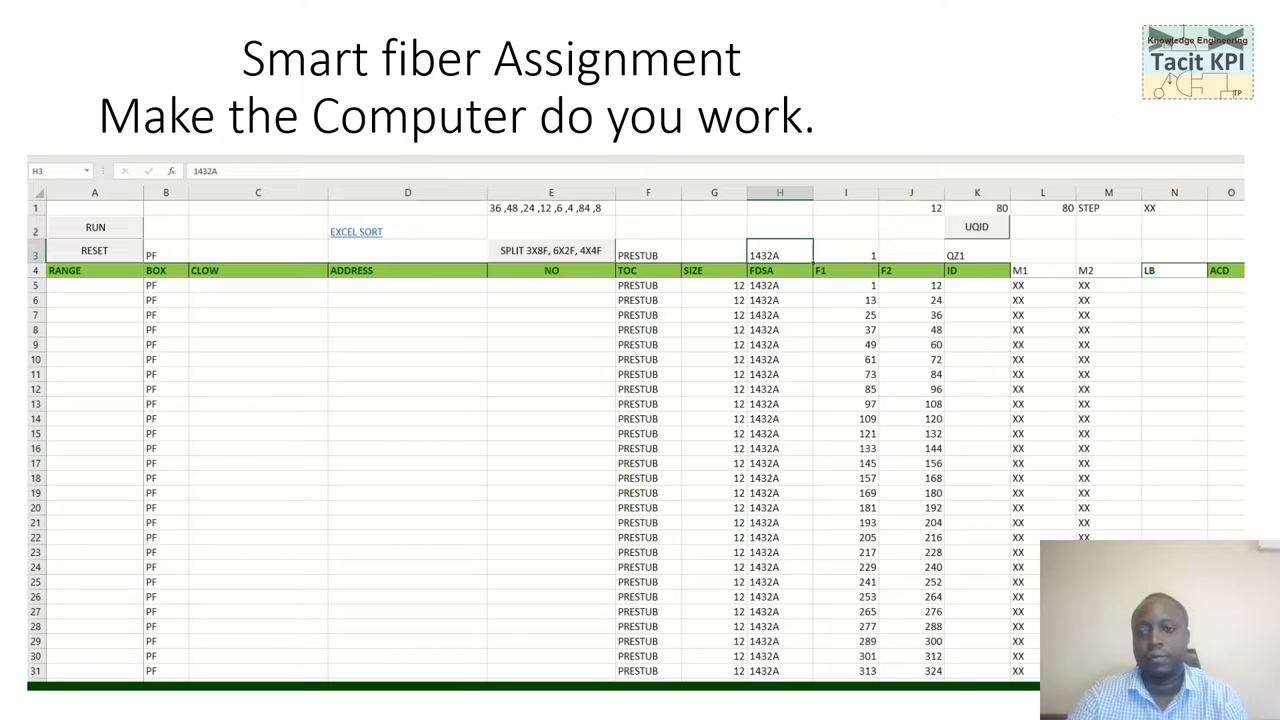 Smart fiber Assignment
Make the Computer do you work.
Knowledge Engineering
Tacit KPI
TP
H3 fx 1432A
A B C D E F G H I J K L M N O
1 36 ,48 ,24 ,12 ,6 ,4 ,84 ,8 12 80 80 STEP XX
2 RUN EXCEL SORT UQID
3 RESET PF SPLIT 3X8F, 6X2F, 4X4F PRESTUB 1432A 1 QZ1
4 RANGE BOX CLOW ADDRESS NO TOC SIZE FDSA F1 F2 ID M1 M2 LB ACD
5 PF PRESTUB 12 1432A 1 12 XX XX
6 PF PRESTUB 12 1432A 13 24 XX XX
7 PF PRESTUB 12 1432A 25 36 XX XX
8 PF PRESTUB 12 1432A 37 48 XX XX
9 PF PRESTUB 12 1432A 49 60 XX XX
10 PF PRESTUB 12 1432A 61 72 XX XX
11 PF PRESTUB 12 1432A 73 84 XX XX
12 PF PRESTUB 12 1432A 85 96 XX XX
13 PF PRESTUB 12 1432A 97 108 XX XX
14 PF PRESTUB 12 1432A 109 120 XX XX
15 PF PRESTUB 12 1432A 121 132 XX XX
16 PF PRESTUB 12 1432A 133 144 XX XX
17 PF PRESTUB 12 1432A 145 156 XX XX
18 PF PRESTUB 12 1432A 157 168 XX XX
19 PF PRESTUB 12 1432A 169 180 XX XX
20 PF PRESTUB 12 1432A 181 192 XX XX
21 PF PRESTUB 12 1432A 193 204 XX XX
22 PF PRESTUB 12 1432A 205 216 XX XX
23 PF PRESTUB 12 1432A 217 228 XX
24 PF PRESTUB 12 1432A 229 240 XX
25 PF PRESTUB 12 1432A 241 252 XX
26 PF PRESTUB 12 1432A 253 264 XX
27 PF PRESTUB 12 1432A 265 276 XX
28 PF PRESTUB 12 1432A 277 288 XX
29 PF PRESTUB 12 1432A 289 300 XX
30 PF PRESTUB 12 1432A 301 312 XX
31 PF PRESTUB 12 1432A 313 324 XX